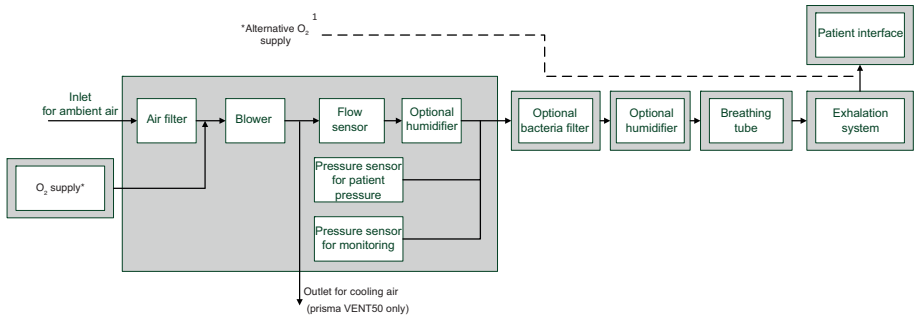 *Alternative O₂ ¹
supply
Patient interface
Inlet
for ambient air
Air filter
Blower
Flow
sensor
Optional
humidifier
Optional
bacteria filter
Optional
humidifier
Breathing
tube
Exhalation
system
O₂ supply*
Pressure sensor
for patient
pressure
Pressure sensor
for monitoring
Outlet for cooling air
(prisma VENT50 only)